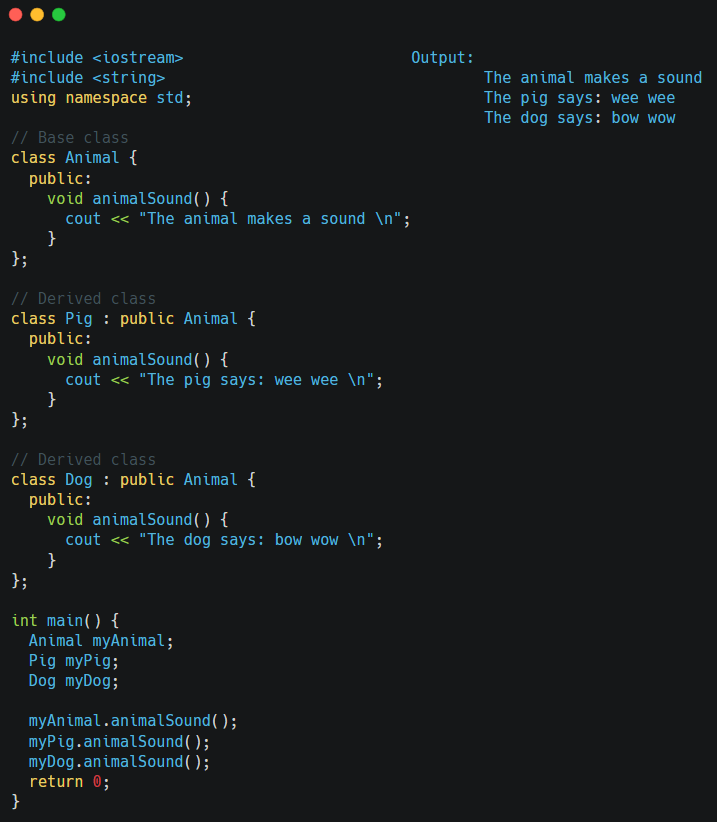 #include <iostream>
#include <string>
using namespace std;

// Base class
class Animal {
  public:
    void animalSound() {
      cout << "The animal makes a sound \n";
    }
};

// Derived class
class Pig : public Animal {
  public:
    void animalSound() {
      cout << "The pig says: wee wee \n";
    }
};

// Derived class
class Dog : public Animal {
  public:
    void animalSound() {
      cout << "The dog says: bow wow \n";
    }
};

int main() {
  Animal myAnimal;
  Pig myPig;
  Dog myDog;

  myAnimal.animalSound();
  myPig.animalSound();
  myDog.animalSound();
  return 0;
}

Output:
        The animal makes a sound
        The pig says: wee wee
        The dog says: bow wow